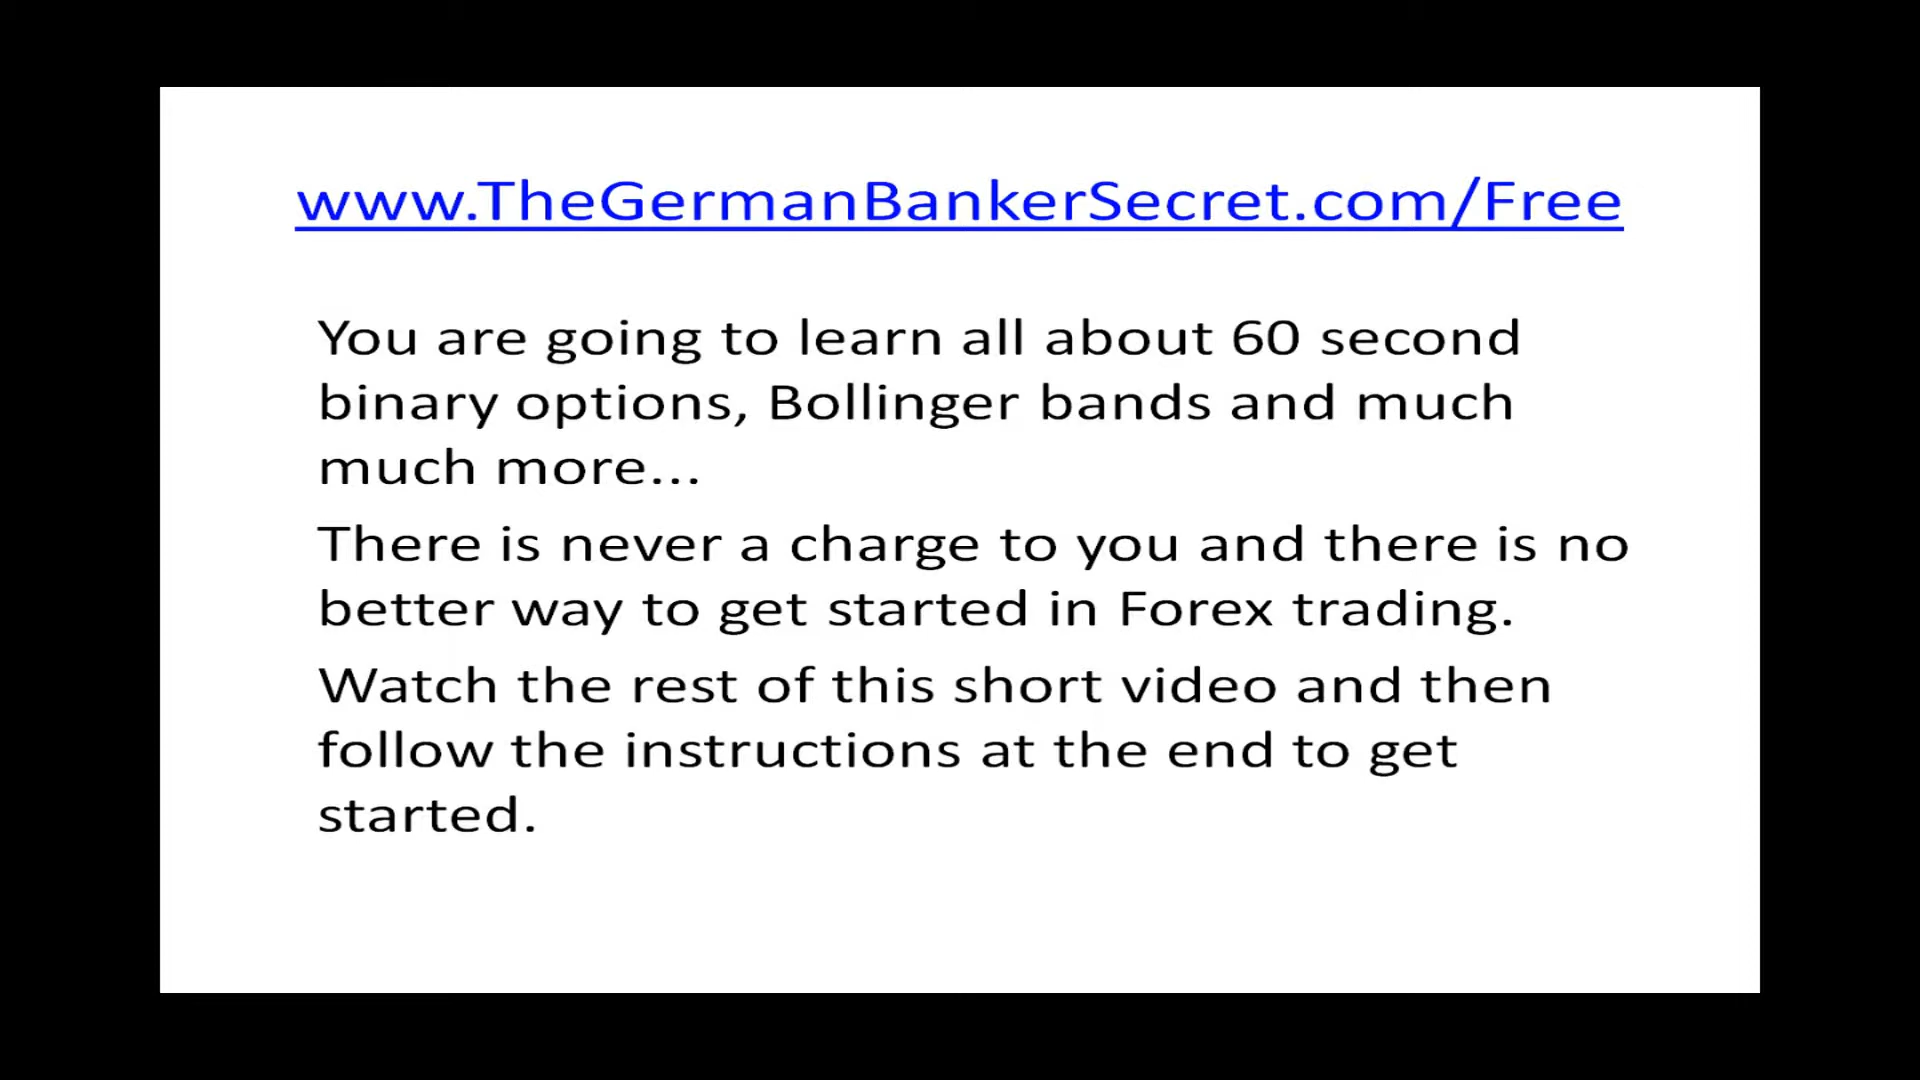 www.TheGermanBankerSecret.com/Free
You are going to learn all about 60 second
binary options, Bollinger bands and much
much more...
There is never a charge to you and there is no
better way to get started in Forex trading.
Watch the rest of this short video and then
follow the instructions at the end to get
started.